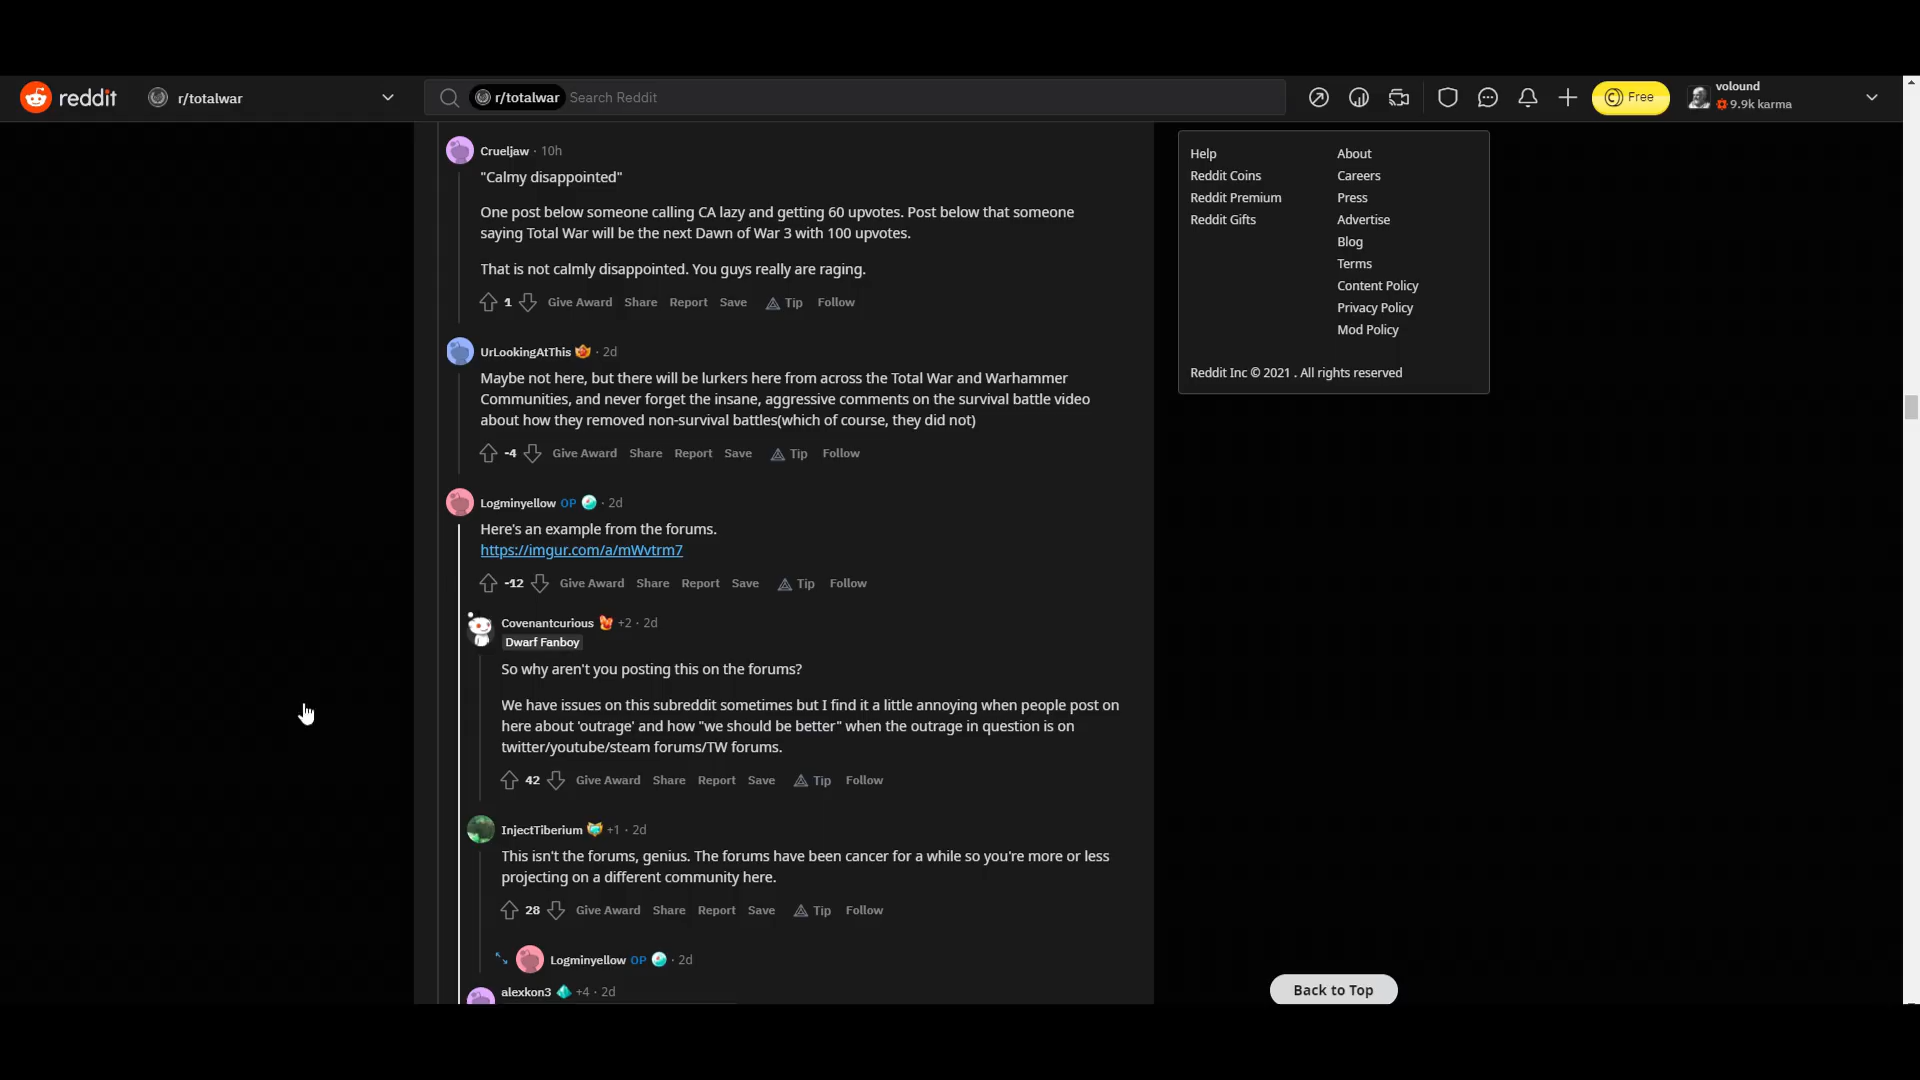 reddit
r/totalwar
r/totalwar Search Reddit
Free
volound
9.9k karma
Crueljaw · 10h
"Calmy disappointed"
One post below someone calling CA lazy and getting 60 upvotes. Post below that someone
saying Total War will be the next Dawn of War 3 with 100 upvotes.
That is not calmly disappointed. You guys really are raging.
1 Give Award Share Report Save Tip Follow
UrLookingAtThis · 2d
Maybe not here, but there will be lurkers here from across the Total War and Warhammer
Communities, and never forget the insane, aggressive comments on the survival battle video
about how they removed non-survival battles(which of course, they did not)
-4 Give Award Share Report Save Tip Follow
Logminyellow OP · 2d
Here's an example from the forums.
https://imgur.com/a/mWvtrm7
-12 Give Award Share Report Save Tip Follow
Covenantcurious +2 · 2d
Dwarf Fanboy
So why aren't you posting this on the forums?
We have issues on this subreddit sometimes but I find it a little annoying when people post on
here about 'outrage' and how "we should be better" when the outrage in question is on
twitter/youtube/steam forums/TW forums.
42 Give Award Share Report Save Tip Follow
InjectTiberium +1 · 2d
This isn't the forums, genius. The forums have been cancer for a while so you're more or less
projecting on a different community here.
28 Give Award Share Report Save Tip Follow
Logminyellow OP · 2d
alexkon3 +4 · 2d
Help
Reddit Coins
Reddit Premium
Reddit Gifts
About
Careers
Press
Advertise
Blog
Terms
Content Policy
Privacy Policy
Mod Policy
Reddit Inc © 2021 . All rights reserved
Back to Top